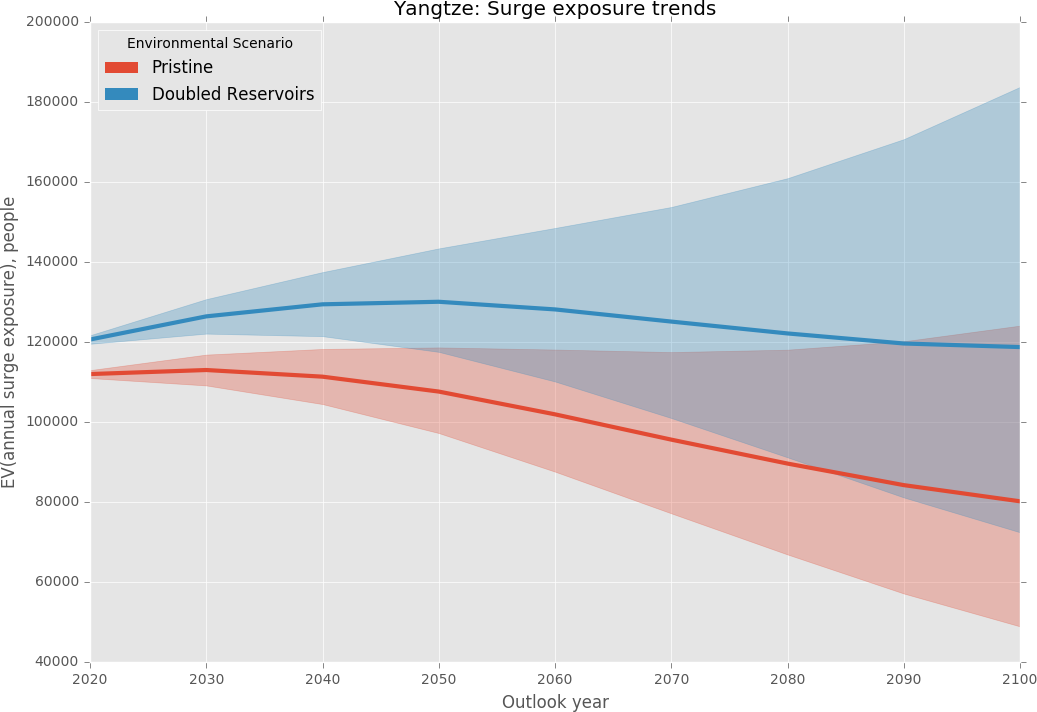 Yangtze: Surge exposure trends
200000
180000
160000
140000
120000
100000
80000
60000
40000
EV(annual surge exposure), people
Environmental Scenario
Pristine
Doubled Reservoirs
2020 2030 2040 2050 2060 2070 2080 2090 2100
Outlook year